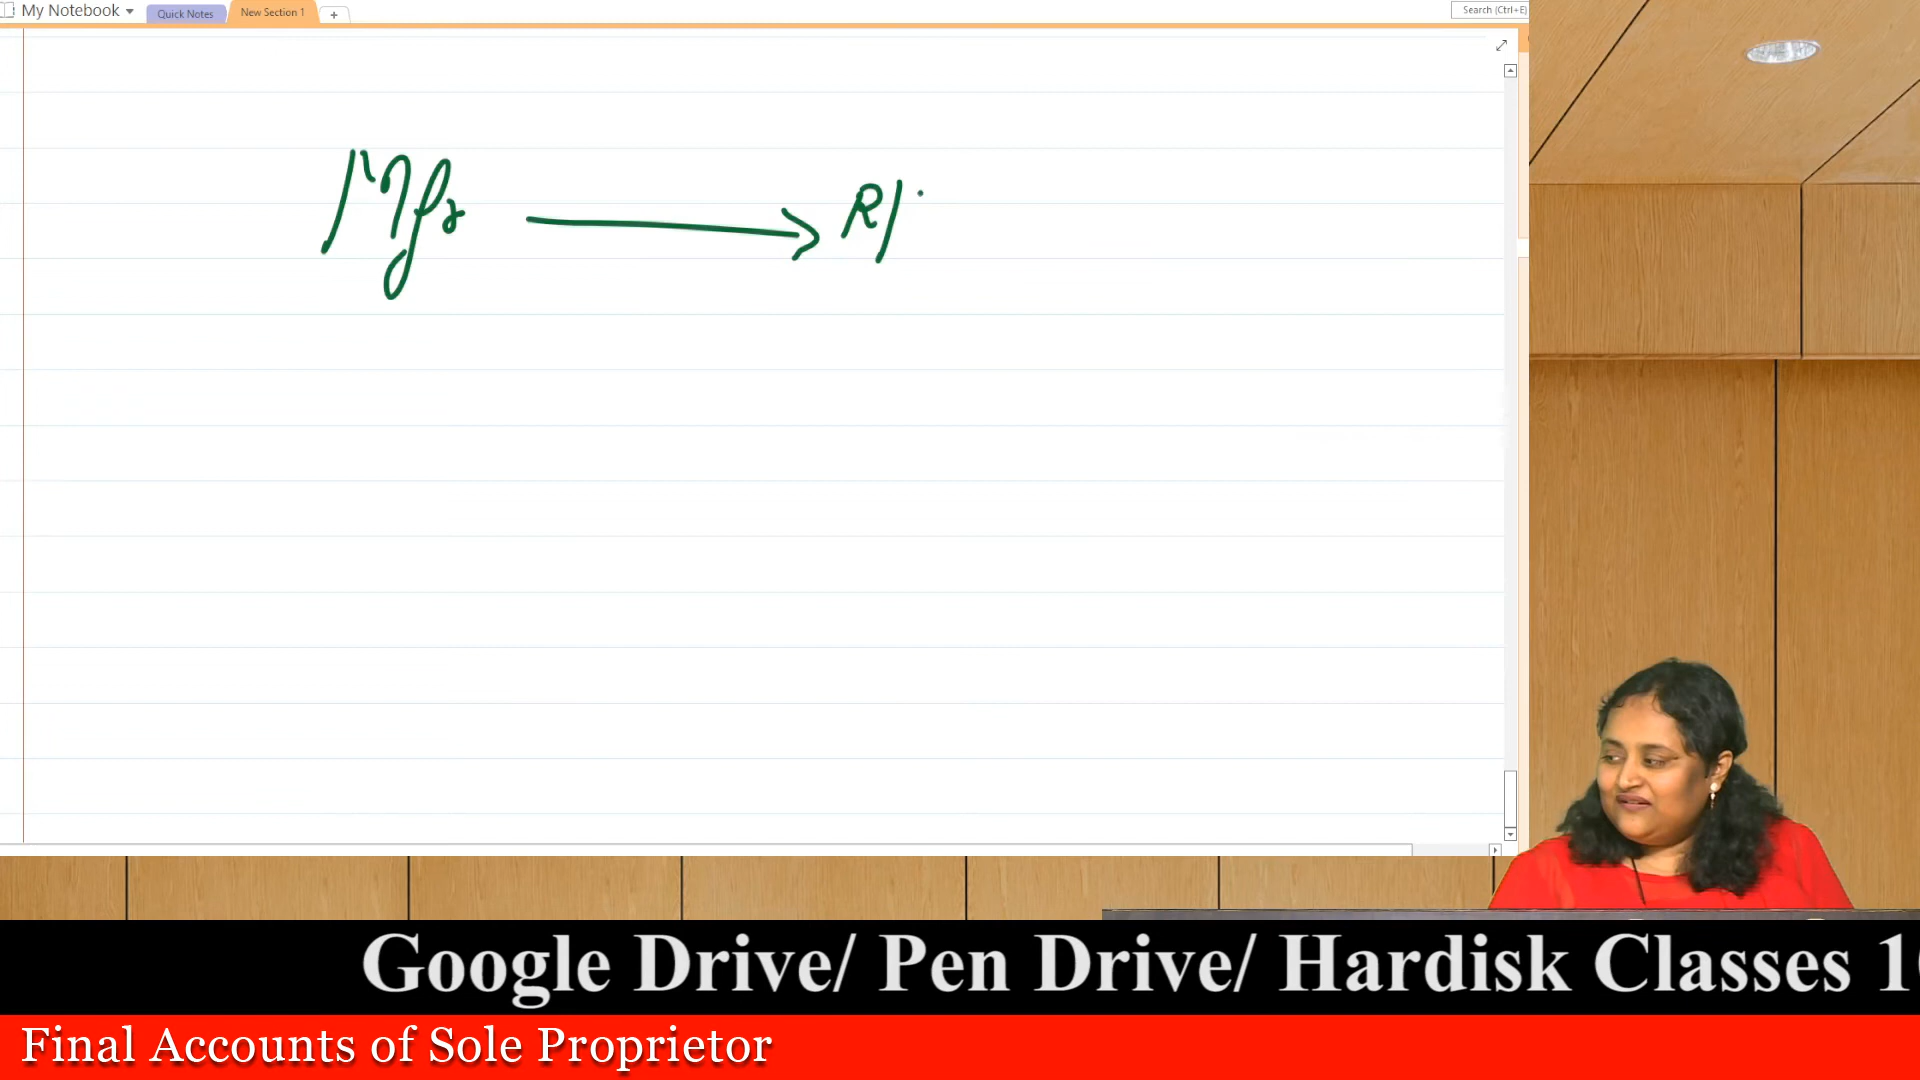 My Notebook
Quick Notes
New Section 1
+
Search (Ctrl+E)
Mfgr R/
Google Drive/ Pen Drive/ Hardisk Classes 1
Final Accounts of Sole Proprietor